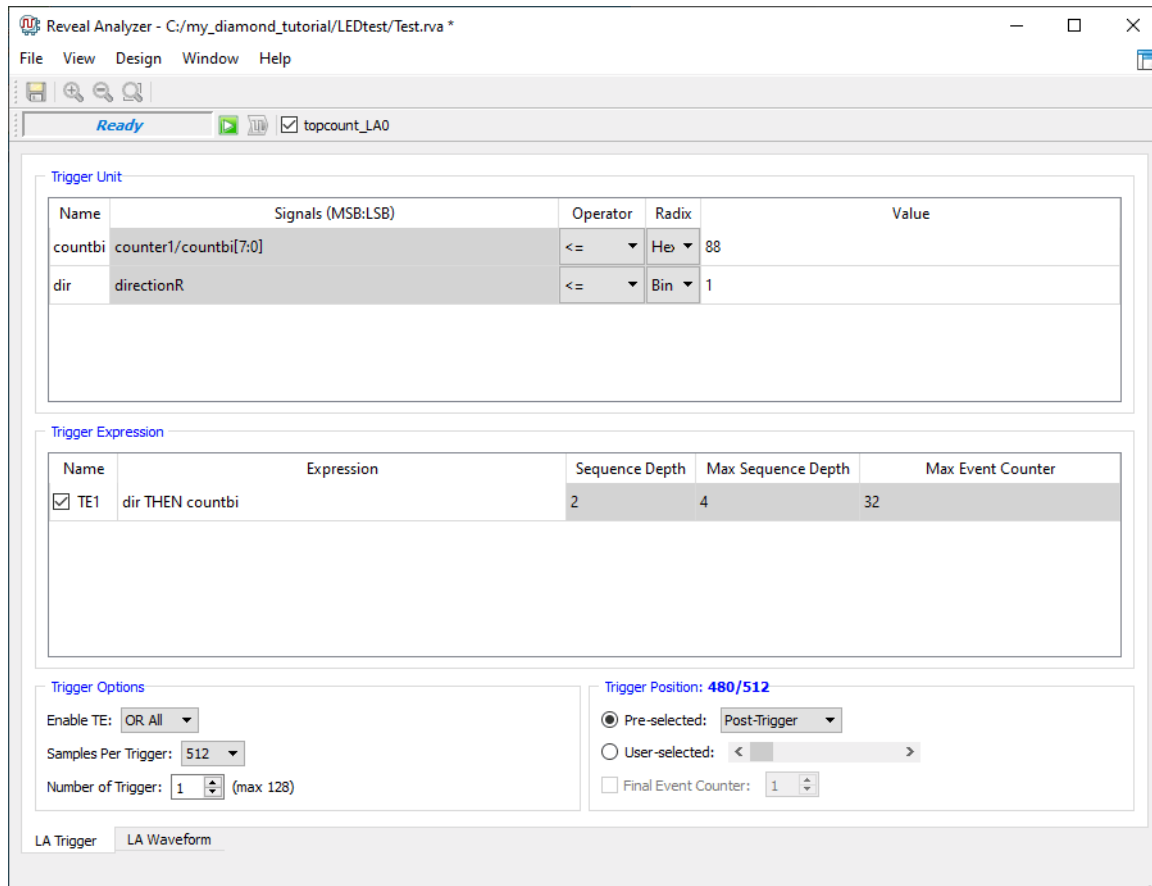 Reveal Analyzer - C:/my_diamond_tutorial/LEDtest/Test.rva *
File View Design Window Help
Ready topcount_LA0
Trigger Unit
Name Signals (MSB:LSB) Operator Radix Value
countbi counter1/countbi[7:0] <= Hex 88
dir directionR <= Bin 1
Trigger Expression
Name Expression Sequence Depth Max Sequence Depth Max Event Counter
TE1 dir THEN countbi 2 4 32
Trigger Options
Enable TE: OR All
Samples Per Trigger: 512
Number of Trigger: 1 (max 128)
Trigger Position: 480/512
Pre-selected: Post-Trigger
User-selected:
Final Event Counter: 1
LA Trigger LA Waveform